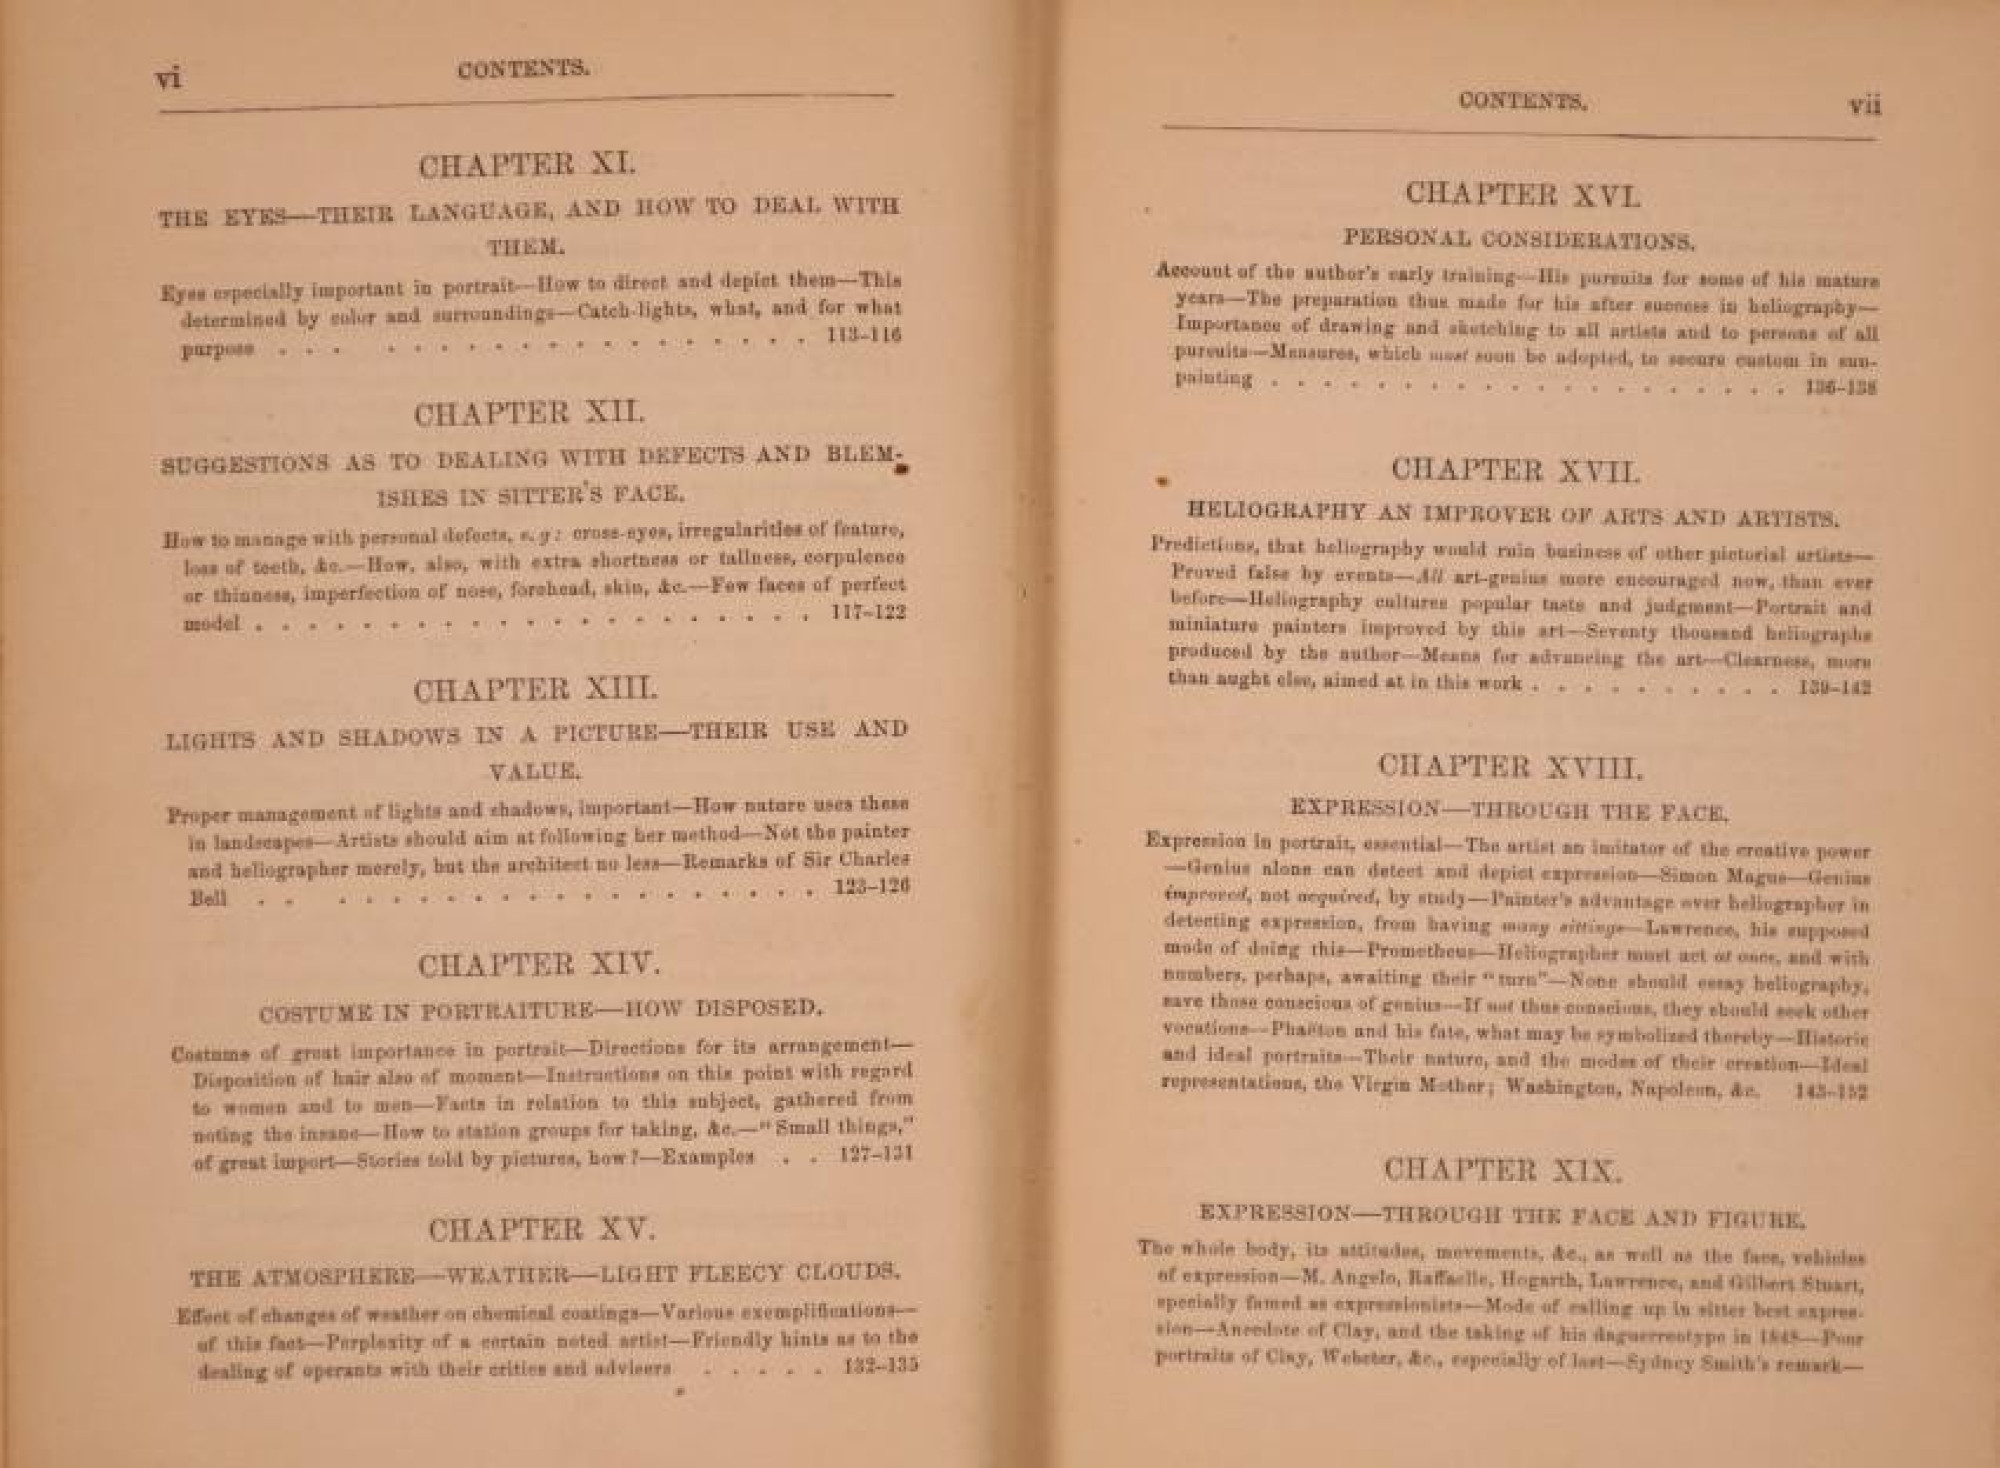 vi
CONTENTS.
CHAPTER XI.
THE EYES—THEIR LANGUAGE, AND HOW TO DEAL WITH
THEM.
Eyes especially important in portrait—How to direct and depict them—This
determined by color and surroundings—Catch-lights, what, and for what
purpose . . . . . . . . . . . . . . . . . . . 113–116
CHAPTER XII.
SUGGESTIONS AS TO DEALING WITH DEFECTS AND BLEM-
ISHES IN SITTER'S FACE.
How to manage with personal defects, e. g: cross-eyes, irregularities of feature,
loss of teeth, &c.—How, also, with extra shortness or tallness, corpulence
or thinness, imperfection of nose, forehead, skin, &c.—Few faces of perfect
model . . . . . . . . . . . . . . . . . . . . . 117–122
CHAPTER XIII.
LIGHTS AND SHADOWS IN A PICTURE—THEIR USE AND
VALUE.
Proper management of lights and shadows, important—How nature uses these
in landscapes—Artists should aim at following her method—Not the painter
and heliographer merely, but the architect no less—Remarks of Sir Charles
Bell . . . . . . . . . . . . . . . . . . . . . 123–126
CHAPTER XIV.
COSTUME IN PORTRAITURE—HOW DISPOSED.
Costume of great importance in portrait—Directions for its arrangement—
Disposition of hair also of moment—Instructions on this point with regard
to women and to men—Facts in relation to this subject, gathered from
noting the insane—How to station groups for taking, &c.—"Small things,"
of great import—Stories told by pictures, how?—Examples . . 127–131
CHAPTER XV.
THE ATMOSPHERE—WEATHER—LIGHT FLEECY CLOUDS.
Effect of changes of weather on chemical coatings—Various exemplifications—
of this fact—Perplexity of a certain noted artist—Friendly hints as to the
dealing of operants with their critics and advisers . . . . . 132–135
CONTENTS.
vii
CHAPTER XVI.
PERSONAL CONSIDERATIONS.
Account of the author's early training—His pursuits for some of his mature
years—The preparation thus made for his after success in heliography—
Importance of drawing and sketching to all artists and to persons of all
pursuits—Measures, which must soon be adopted, to secure custom in sun-
painting . . . . . . . . . . . . . . . . . . . . 136–138
CHAPTER XVII.
HELIOGRAPHY AN IMPROVER OF ARTS AND ARTISTS.
Predictions, that heliography would ruin business of other pictorial artists—
Proved false by events—All art-genius more encouraged now, than ever
before—Heliography cultures popular taste and judgment—Portrait and
miniature painters improved by this art—Seventy thousand heliographs
produced by the author—Means for advancing the art—Clearness, more
than aught else, aimed at in this work . . . . . . . . . . 139–142
CHAPTER XVIII.
EXPRESSION—THROUGH THE FACE.
Expression in portrait, essential—The artist an imitator of the creative power
—Genius alone can detect and depict expression—Simon Magus—Genius
improved, not acquired, by study—Painter's advantage over heliographer in
detecting expression, from having many sittings—Lawrence, his supposed
mode of doing this—Prometheus—Heliographer must act at once, and with
numbers, perhaps, awaiting their "turn"—None should essay heliography,
save those conscious of genius—If not thus conscious, they should seek other
vocations—Phaëton and his fate, what may be symbolized thereby—Historic
and ideal portraits—Their nature, and the modes of their creation—Ideal
representations, the Virgin Mother; Washington, Napoleon, &c. 143–152
CHAPTER XIX.
EXPRESSION—THROUGH THE FACE AND FIGURE.
The whole body, its attitudes, movements, &c., as well as the face, vehicles
of expression—M. Angelo, Raffaelle, Hogarth, Lawrence, and Gilbert Stuart,
specially famed as expressionists—Mode of calling up in sitter best expres-
sion—Anecdote of Clay, and the taking of his daguerreotype in 1848—Poor
portraits of Clay, Webster, &c., especially of last—Sydney Smith's remark—